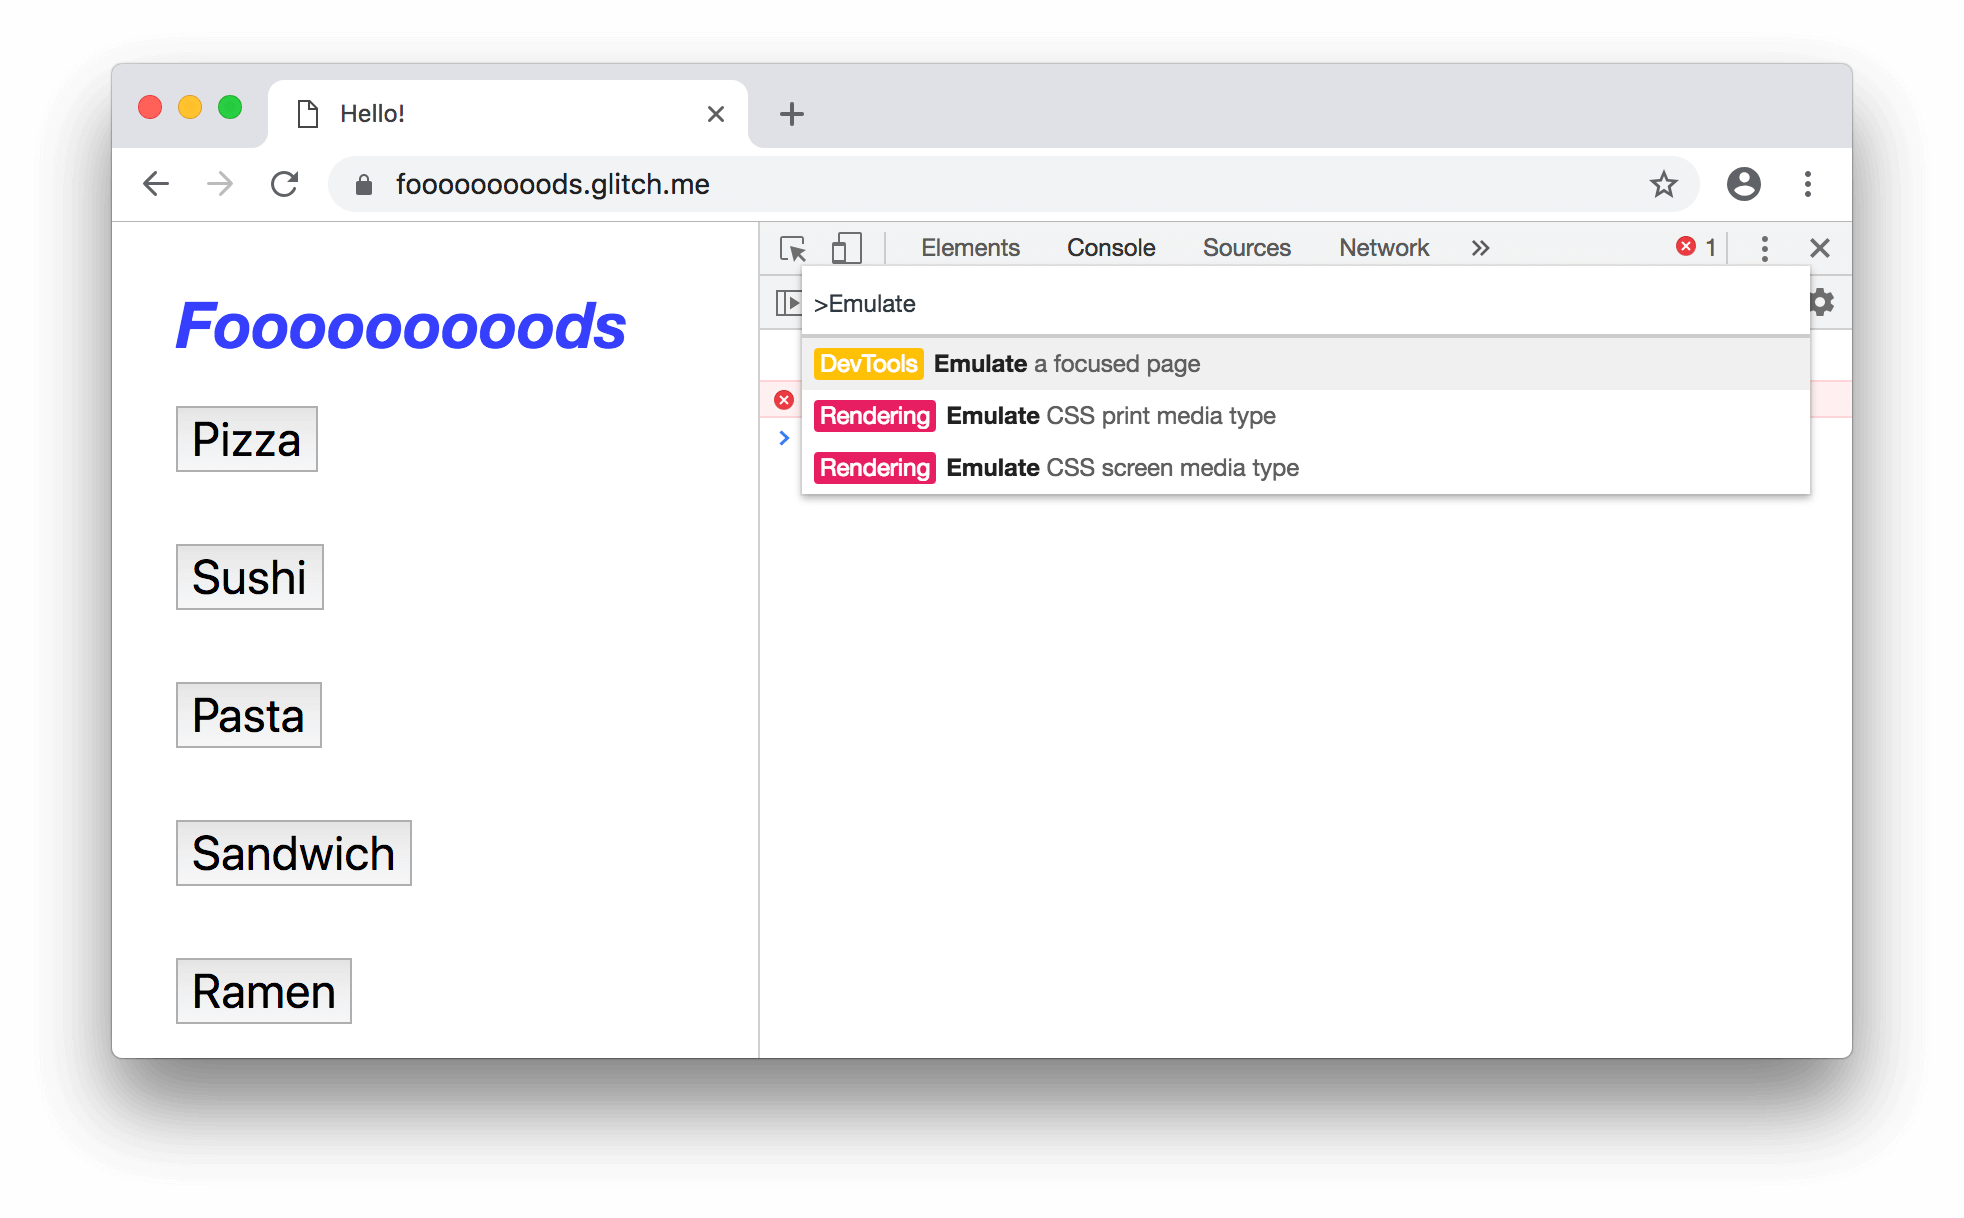 Hello!
fooooooooods.glitch.me
Elements Console Sources Network » 1
>Emulate
DevTools Emulate a focused page
Rendering Emulate CSS print media type
Rendering Emulate CSS screen media type
Fooooooooods
Pizza
Sushi
Pasta
Sandwich
Ramen